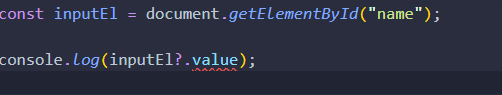 const inputEl = document.getElementById("name");
console.log(inputEl?.value);